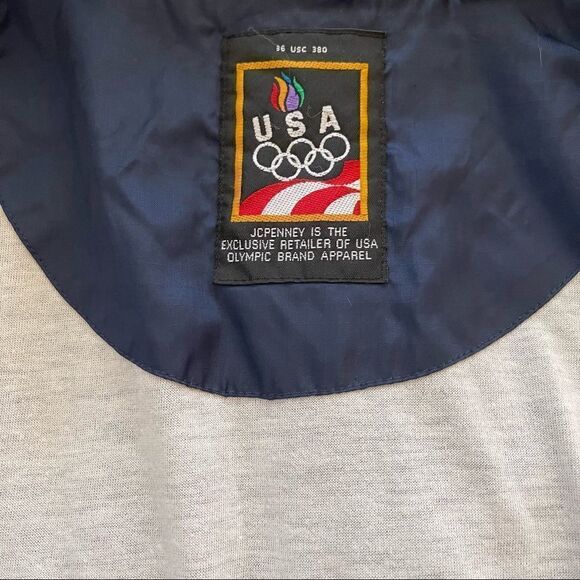 36 USC 380
USA
JCPENNEY IS THE
EXCLUSIVE RETAILER OF USA
OLYMPIC BRAND APPAREL